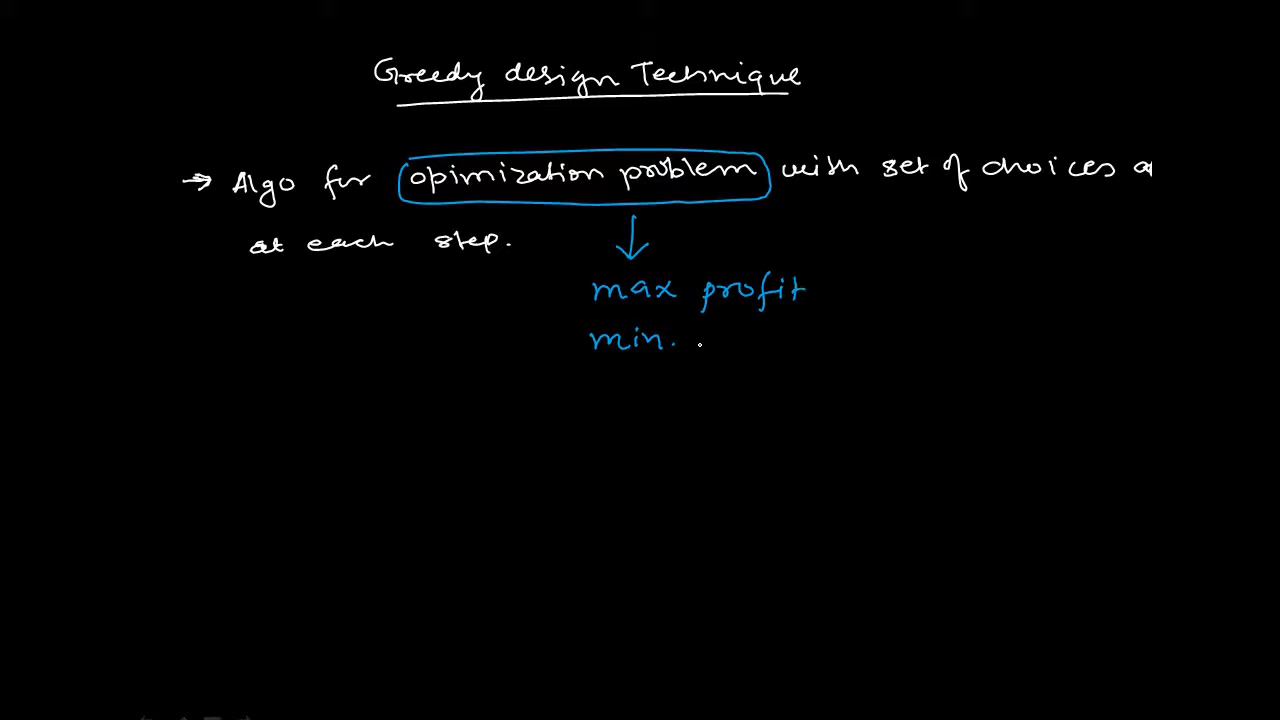 Greedy design Technique
→ Algo for opimization problem with set of choices a
at each step.
max profit
min.